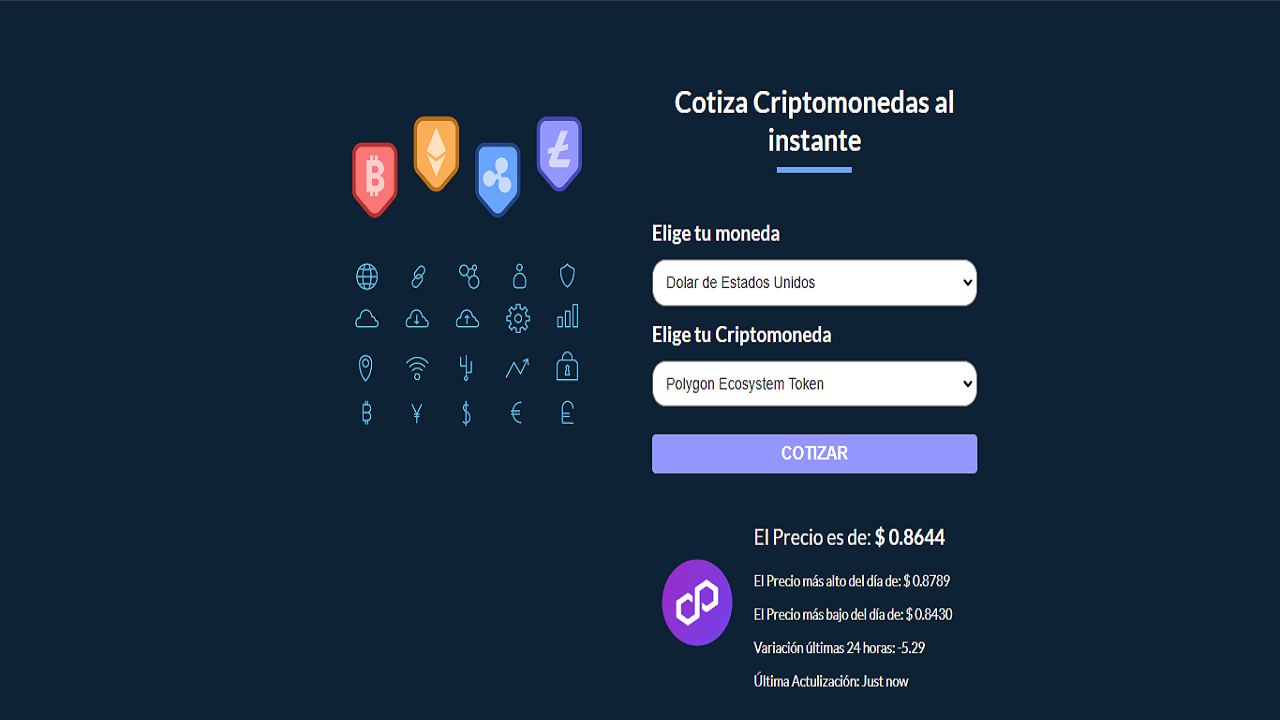 Cotiza Criptomonedas al
instante
Elige tu moneda
Dolar de Estados Unidos
Elige tu Criptomoneda
Polygon Ecosystem Token
COTIZAR
El Precio es de: $ 0.8644
El Precio más alto del día de: $ 0.8789
El Precio más bajo del día de: $ 0.8430
Variación últimas 24 horas: -5.29
Última Actulización: Just now